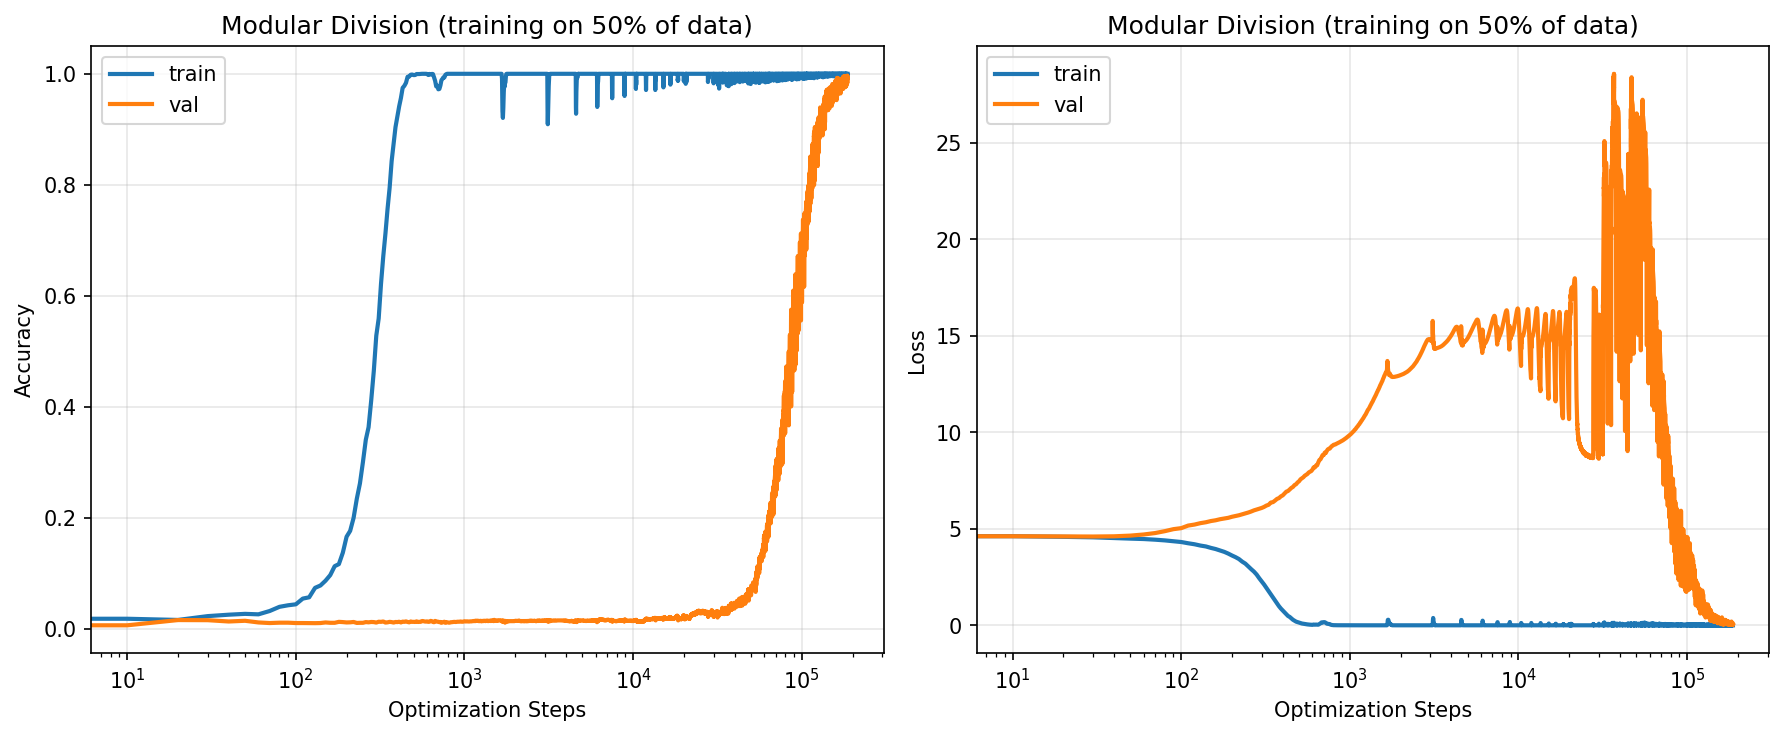 Modular Division (training on 50% of data)
train
val
1.0
0.8
0.6
0.4
0.2
0.0
Accuracy
10¹
10²
10³
10⁴
10⁵
Optimization Steps
Modular Division (training on 50% of data)
train
val
25
20
15
10
5
0
Loss
10¹
10²
10³
10⁴
10⁵
Optimization Steps